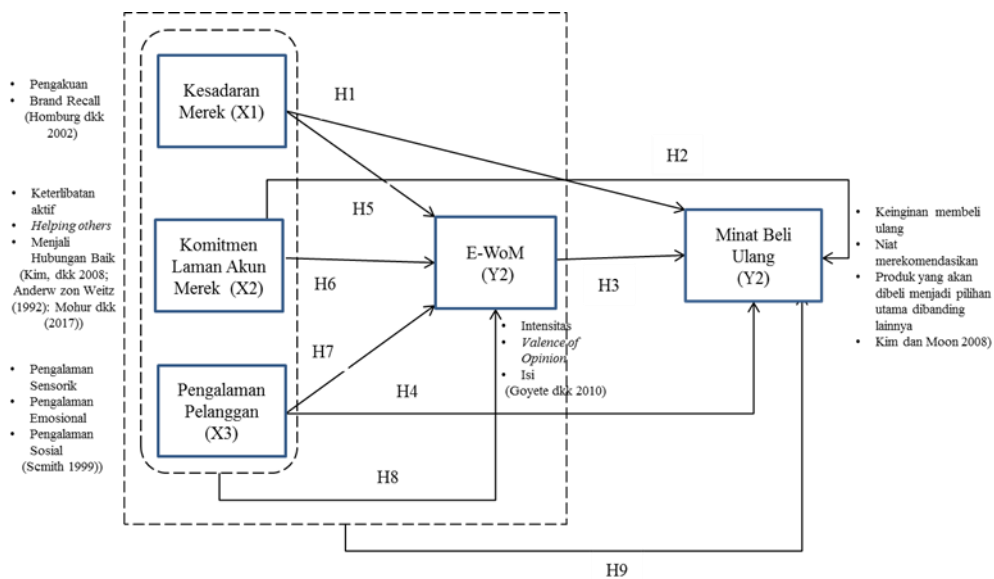 • Pengakuan
• Brand Recall
(Homburg dkk
2002)
Kesadaran
Merek (X1)
H1
H2
• Keterlibatan
aktif
• Helping others
• Menjali
Hubungan Baik
(Kim, dkk 2008;
Anderw zon Weitz
(1992): Mohur dkk
(2017))
Komitmen
Laman Akun
Merek (X2)
H5
H6
H7
E-WoM
(Y2)
H3
Minat Beli
Ulang
(Y2)
• Keinginan membeli
ulang
• Niat
merekomendasikan
• Produk yang akan
dibeli menjadi pilihan
utama dibanding
lainnya
• Kim dan Moon 2008)
• Intensitas
• Valence of
Opinion
• Isi
(Goyete dkk 2010)
• Pengalaman
Sensorik
• Pengalaman
Emosional
• Pengalaman
Sosial
(Scmith 1999))
Pengalaman
Pelanggan
(X3)
H4
H8
H9